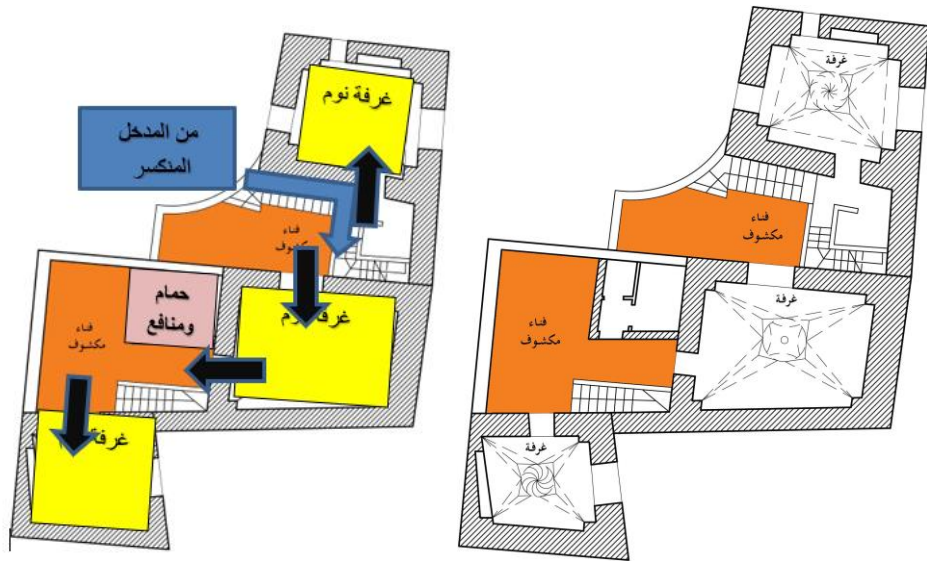 غرفة نوم
من المدخل
المنكسر
فناء
مكشوف
غرفة
حمام
ومنافع
فناء
مكشوف
غرفة
غرفة
فناء
مكشوف
غرفة
فناء
مكشوف
غرفة